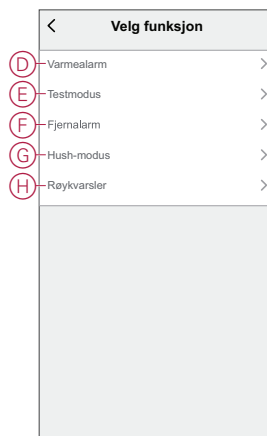 Velg funksjon
D Varmealarm
E Testmodus
F Fjernalarm
G Hush-modus
H Røykvarsler